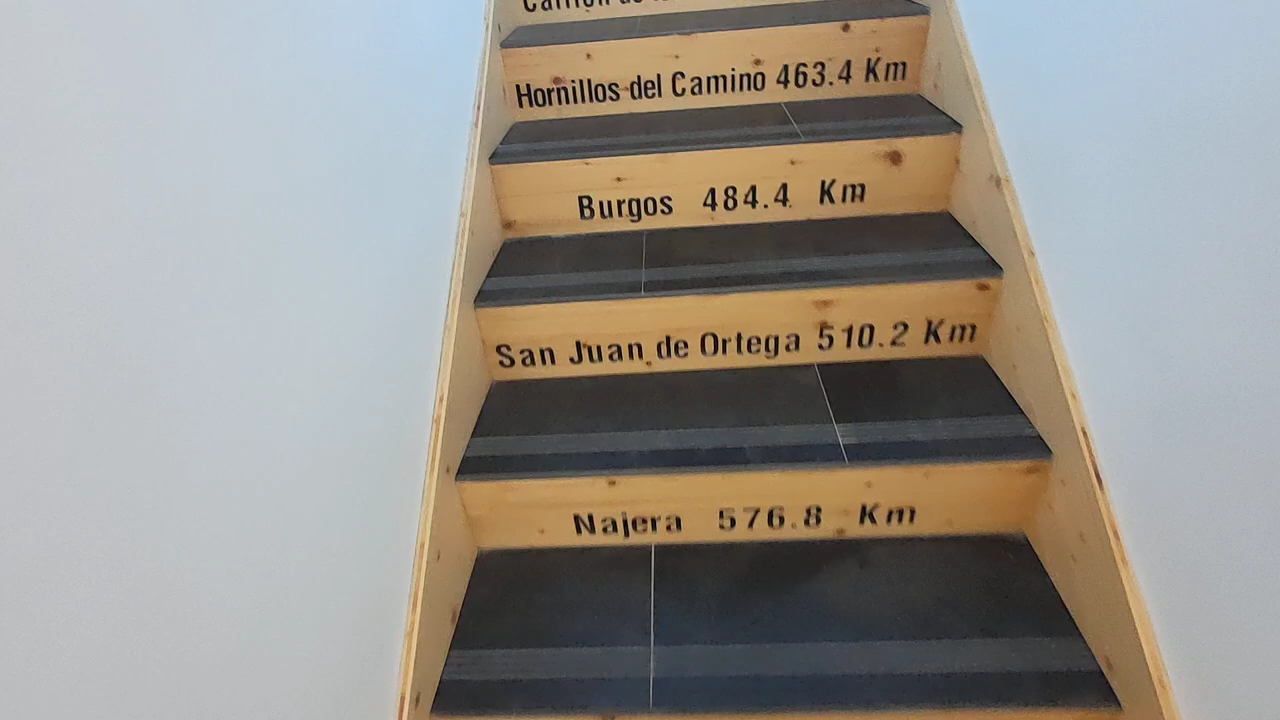 Hornillos del Camino 463.4 Km
Burgos 484.4 Km
San Juan de Ortega 510.2 Km
Najera 576.8 Km